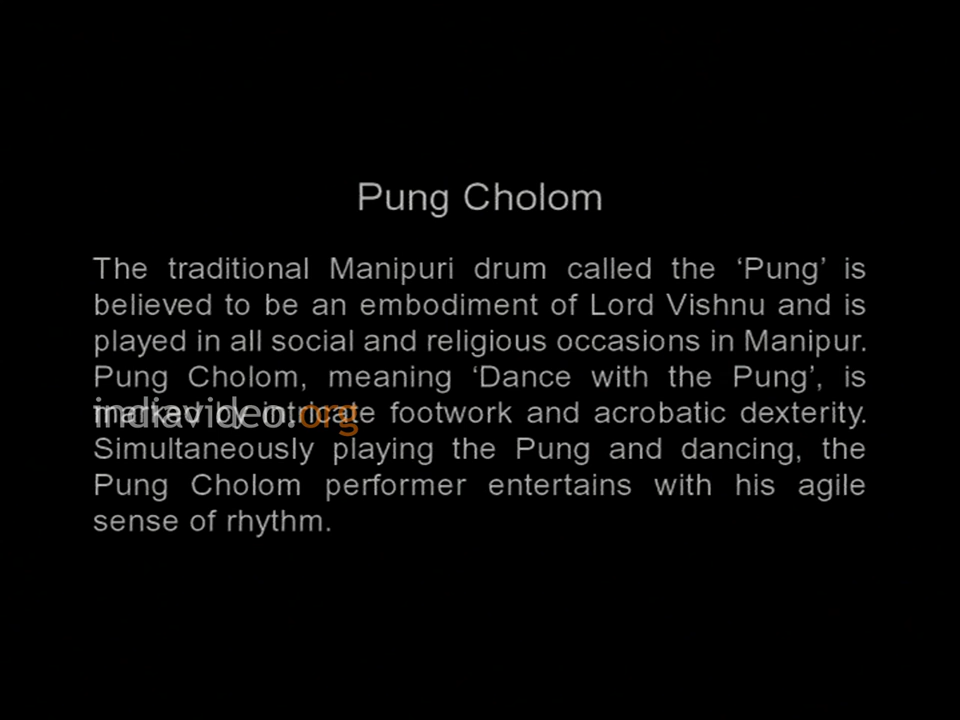 Pung Cholom
The traditional Manipuri drum called the ‘Pung’ is
believed to be an embodiment of Lord Vishnu and is
played in all social and religious occasions in Manipur.
Pung Cholom, meaning ‘Dance with the Pung’, is
marked by intricate footwork and acrobatic dexterity.
indiavideo.org
Simultaneously playing the Pung and dancing, the
Pung Cholom performer entertains with his agile
sense of rhythm.